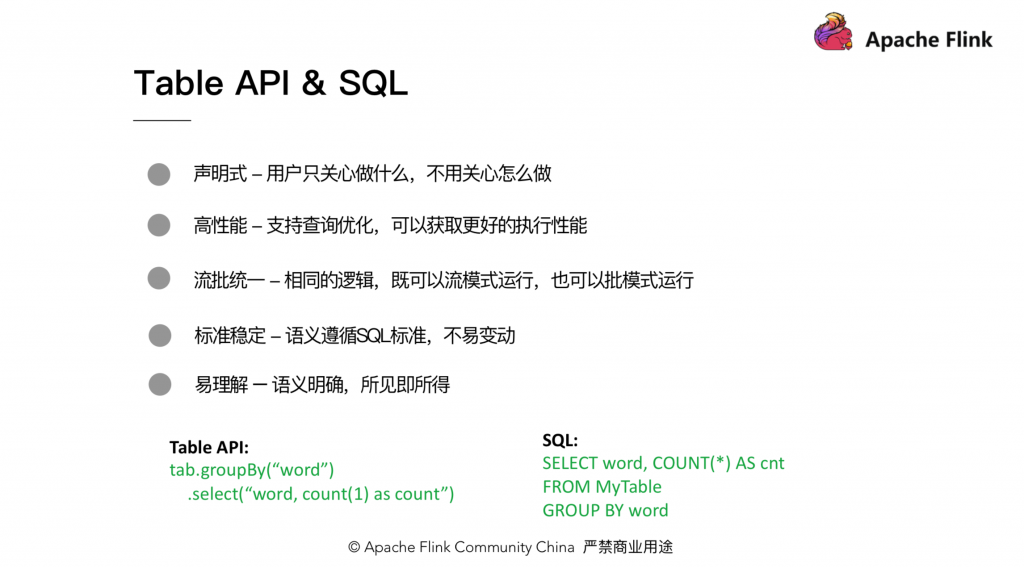 Apache Flink
Table API & SQL
声明式 – 用户只关心做什么，不用关心怎么做
高性能 – 支持查询优化，可以获取更好的执行性能
流批统一 – 相同的逻辑，既可以流模式运行，也可以批模式运行
标准稳定 – 语义遵循SQL标准，不易变动
易理解 — 语义明确，所见即所得
Table API:
tab.groupBy(“word”)
.select(“word, count(1) as count”)
SQL:
SELECT word, COUNT(*) AS cnt
FROM MyTable
GROUP BY word
© Apache Flink Community China 严禁商业用途